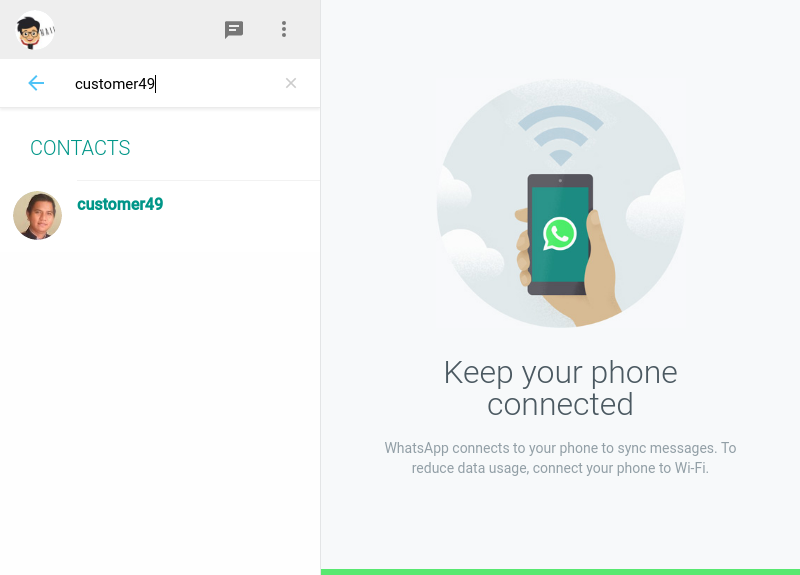 customer49
CONTACTS
customer49
Keep your phone
connected
WhatsApp connects to your phone to sync messages. To
reduce data usage, connect your phone to Wi-Fi.